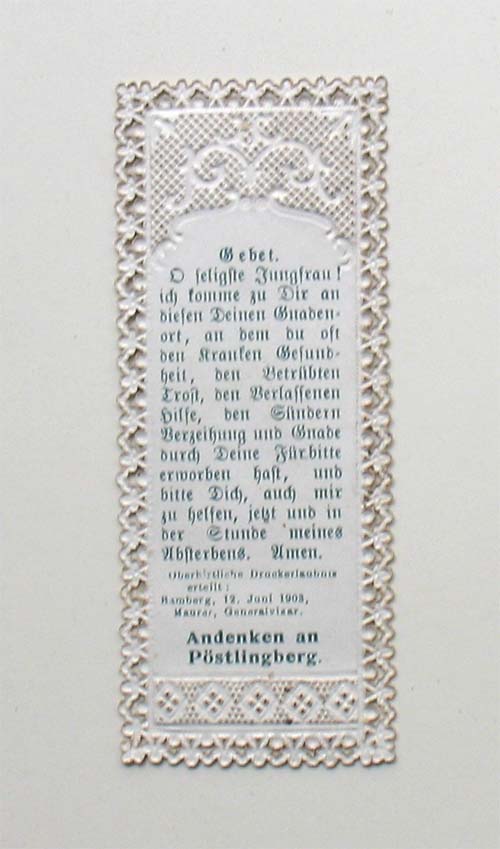 Gebet.
O seligste Jungfrau!
ich komme zu Dir an
diesen Deinen Gnaden-
ort, an dem du oft
den Kranken Gesund-
heit, den Betrübten
Trost, den Verlassenen
Hilfe, den Sündern
Verzeihung und Gnade
durch Deine Fürbitte
erworben hast, und
bitte Dich, auch mir
zu helfen, jetzt und in
der Stunde meines
Absterbens. Amen.
Oberhirtliche Druckerlaubnis
erteilt:
Bamberg, 12. Juni 1903,
Maurer, Generalvikar.
Andenken an
Pöstlingberg.